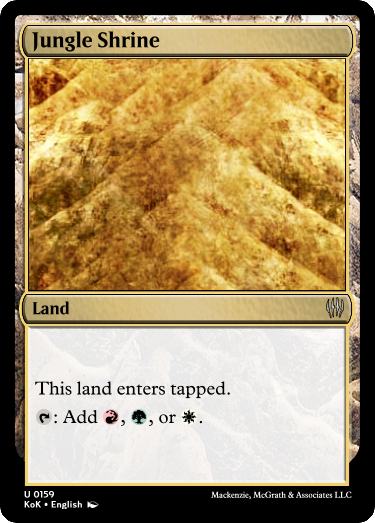 Jungle Shrine
Land
This land enters tapped.
: Add , , or .
U 0159
KoK • English
Mackenzie, McGrath & Associates LLC